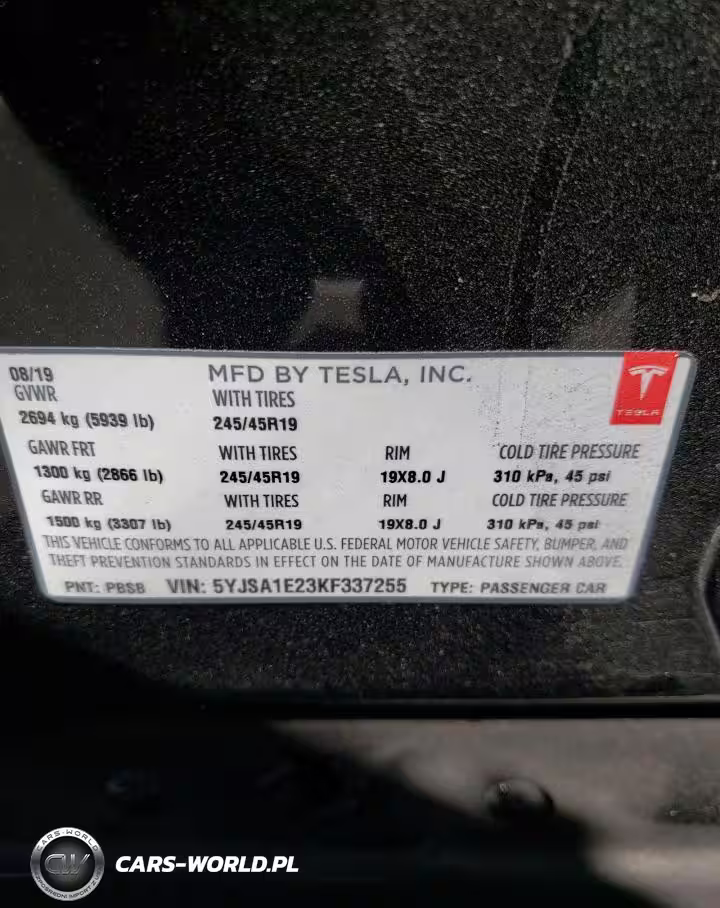 08/19 MFD BY TESLA, INC.
GVWR WITH TIRES
2694 kg (5939 lb) 245/45R19
TESLA
GAWR FRT WITH TIRES RIM COLD TIRE PRESSURE
1300 kg (2866 lb) 245/45R19 19X8.0 J 310 kPa, 45 psi
GAWR RR WITH TIRES RIM COLD TIRE PRESSURE
1500 kg (3307 lb) 245/45R19 19X8.0 J 310 kPa, 45 psi
THIS VEHICLE CONFORMS TO ALL APPLICABLE U.S. FEDERAL MOTOR VEHICLE SAFETY, BUMPER, AND
THEFT PREVENTION STANDARDS IN EFFECT ON THE DATE OF MANUFACTURE SHOWN ABOVE.
PNT: PBSB VIN: 5YJSA1E23KF337255 TYPE: PASSENGER CAR
CARS-WORLD
CARS-WORLD.PL